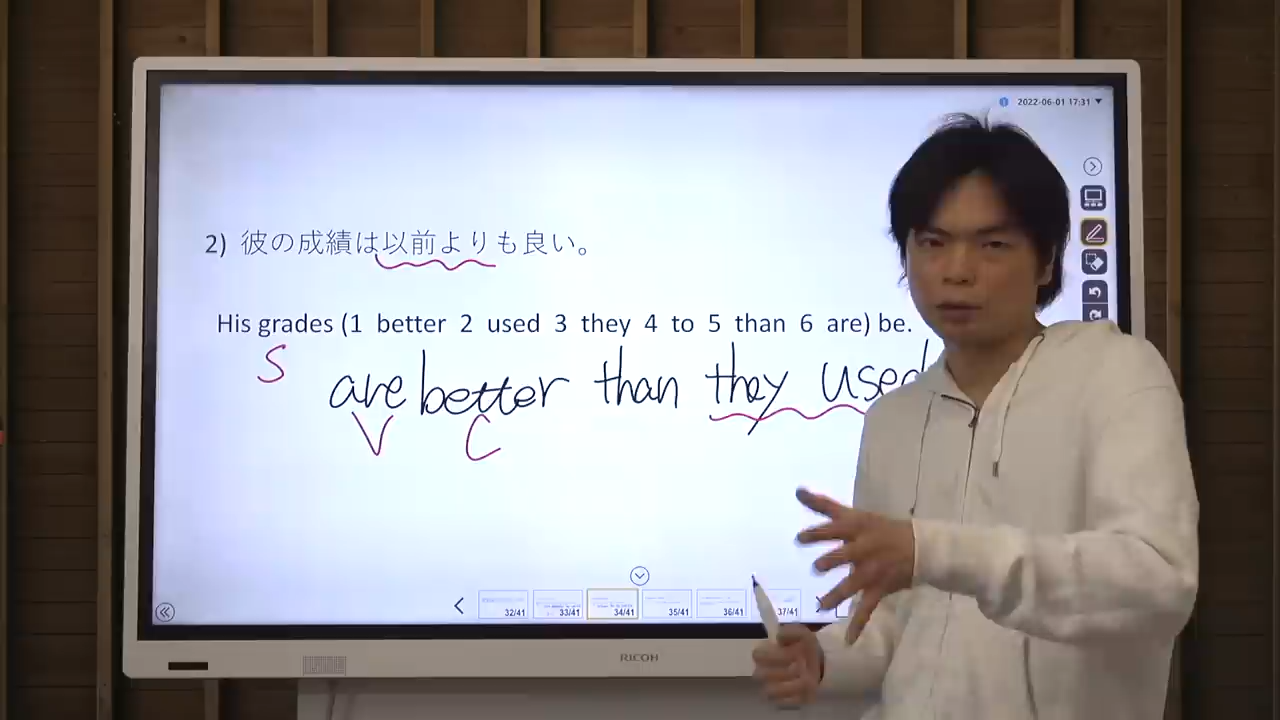 2022-06-01 17:31
2) 彼の成績は以前よりも良い。
His grades (1 better 2 used 3 they 4 to 5 than 6 are) be.
S
are better than they used
V C
32/41 33/41 34/41 35/41 36/41 37/41
RICOH